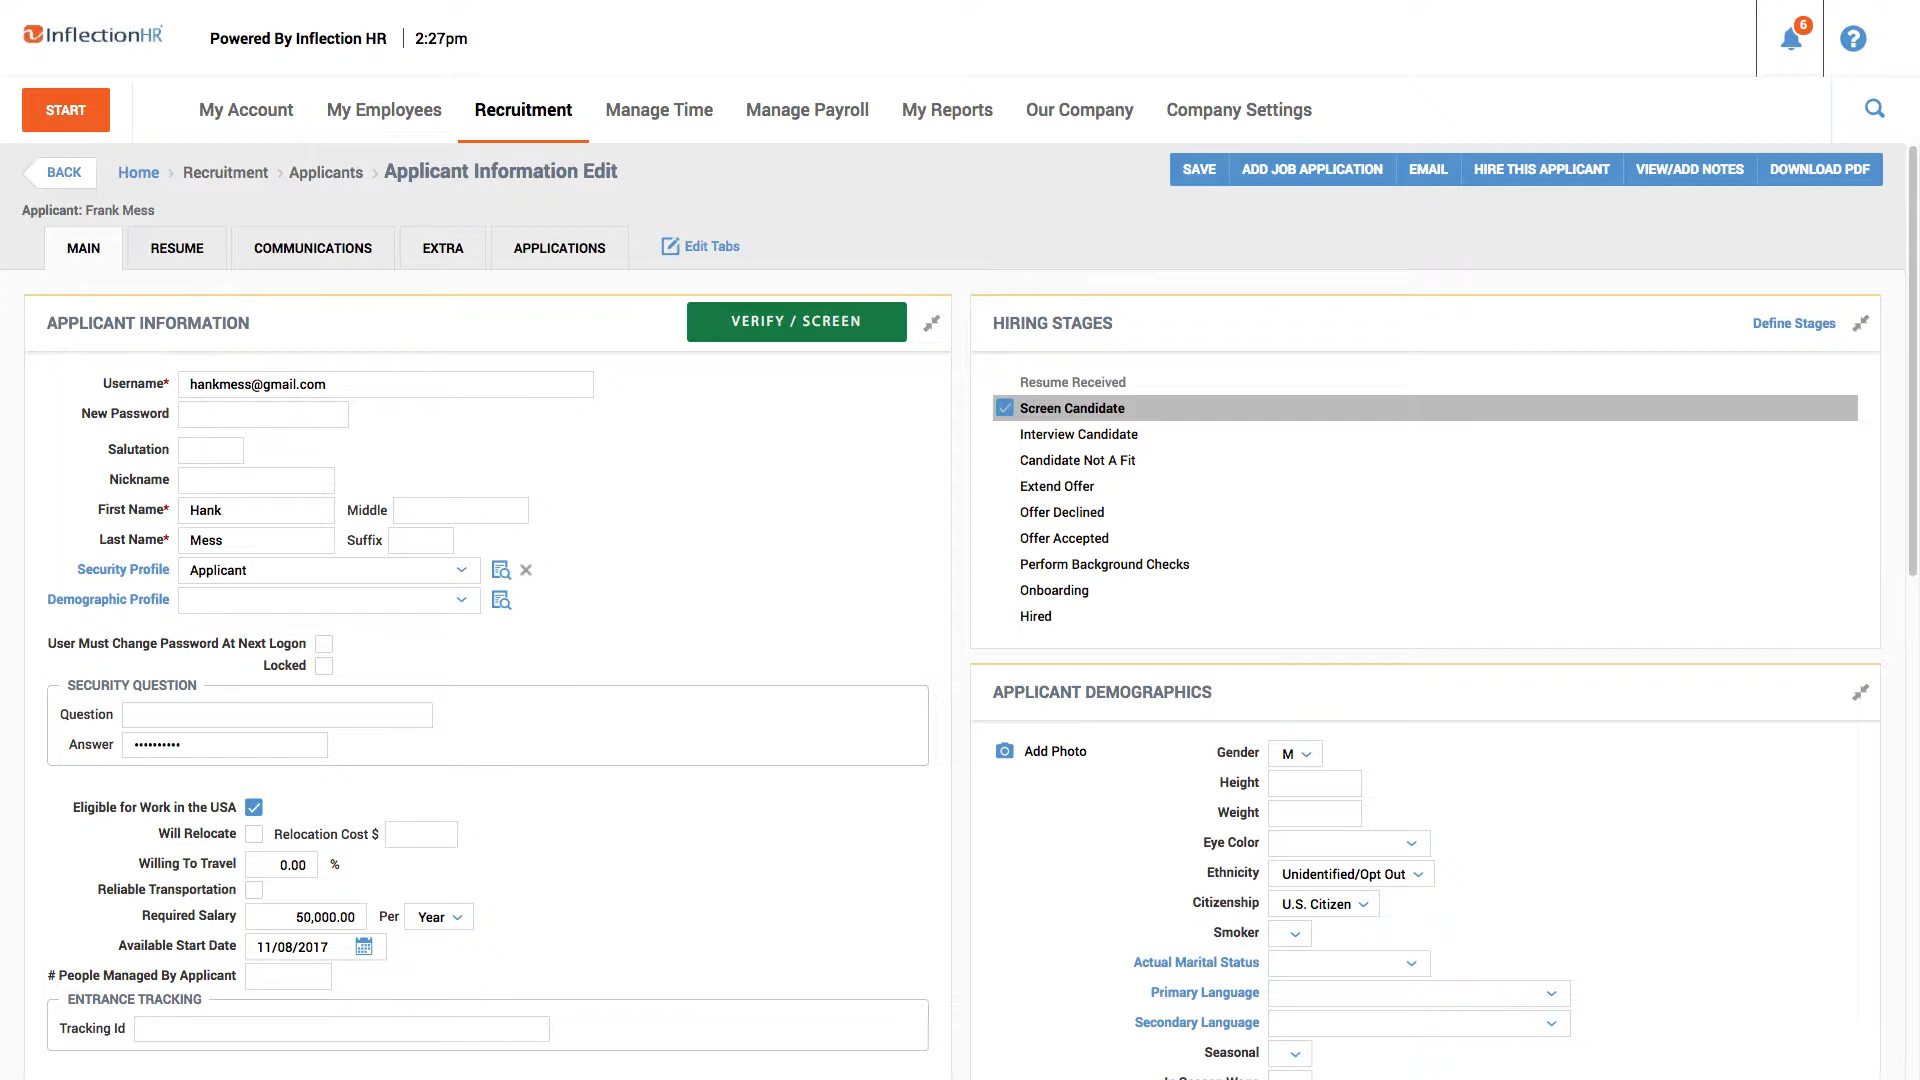 InflectionHR
Powered By Inflection HR
2:27pm
6
?
START
My Account
My Employees
Recruitment
Manage Time
Manage Payroll
My Reports
Our Company
Company Settings
BACK
Home › Recruitment › Applicants › Applicant Information Edit
SAVE
ADD JOB APPLICATION
EMAIL
HIRE THIS APPLICANT
VIEW/ADD NOTES
DOWNLOAD PDF
Applicant: Frank Mess
MAIN
RESUME
COMMUNICATIONS
EXTRA
APPLICATIONS
Edit Tabs
APPLICANT INFORMATION
VERIFY / SCREEN
Username* hankmess@gmail.com
New Password
Salutation
Nickname
First Name* Hank Middle
Last Name* Mess Suffix
Security Profile Applicant
Demographic Profile
User Must Change Password At Next Logon
Locked
SECURITY QUESTION
Question
Answer ••••••••••
Eligible for Work in the USA
Will Relocate Relocation Cost $
Willing To Travel 0.00 %
Reliable Transportation
Required Salary 50,000.00 Per Year
Available Start Date 11/08/2017
# People Managed By Applicant
ENTRANCE TRACKING
Tracking Id
HIRING STAGES
Define Stages
Resume Received
Screen Candidate
Interview Candidate
Candidate Not A Fit
Extend Offer
Offer Declined
Offer Accepted
Perform Background Checks
Onboarding
Hired
APPLICANT DEMOGRAPHICS
Add Photo
Gender M
Height
Weight
Eye Color
Ethnicity Unidentified/Opt Out
Citizenship U.S. Citizen
Smoker
Actual Marital Status
Primary Language
Secondary Language
Seasonal